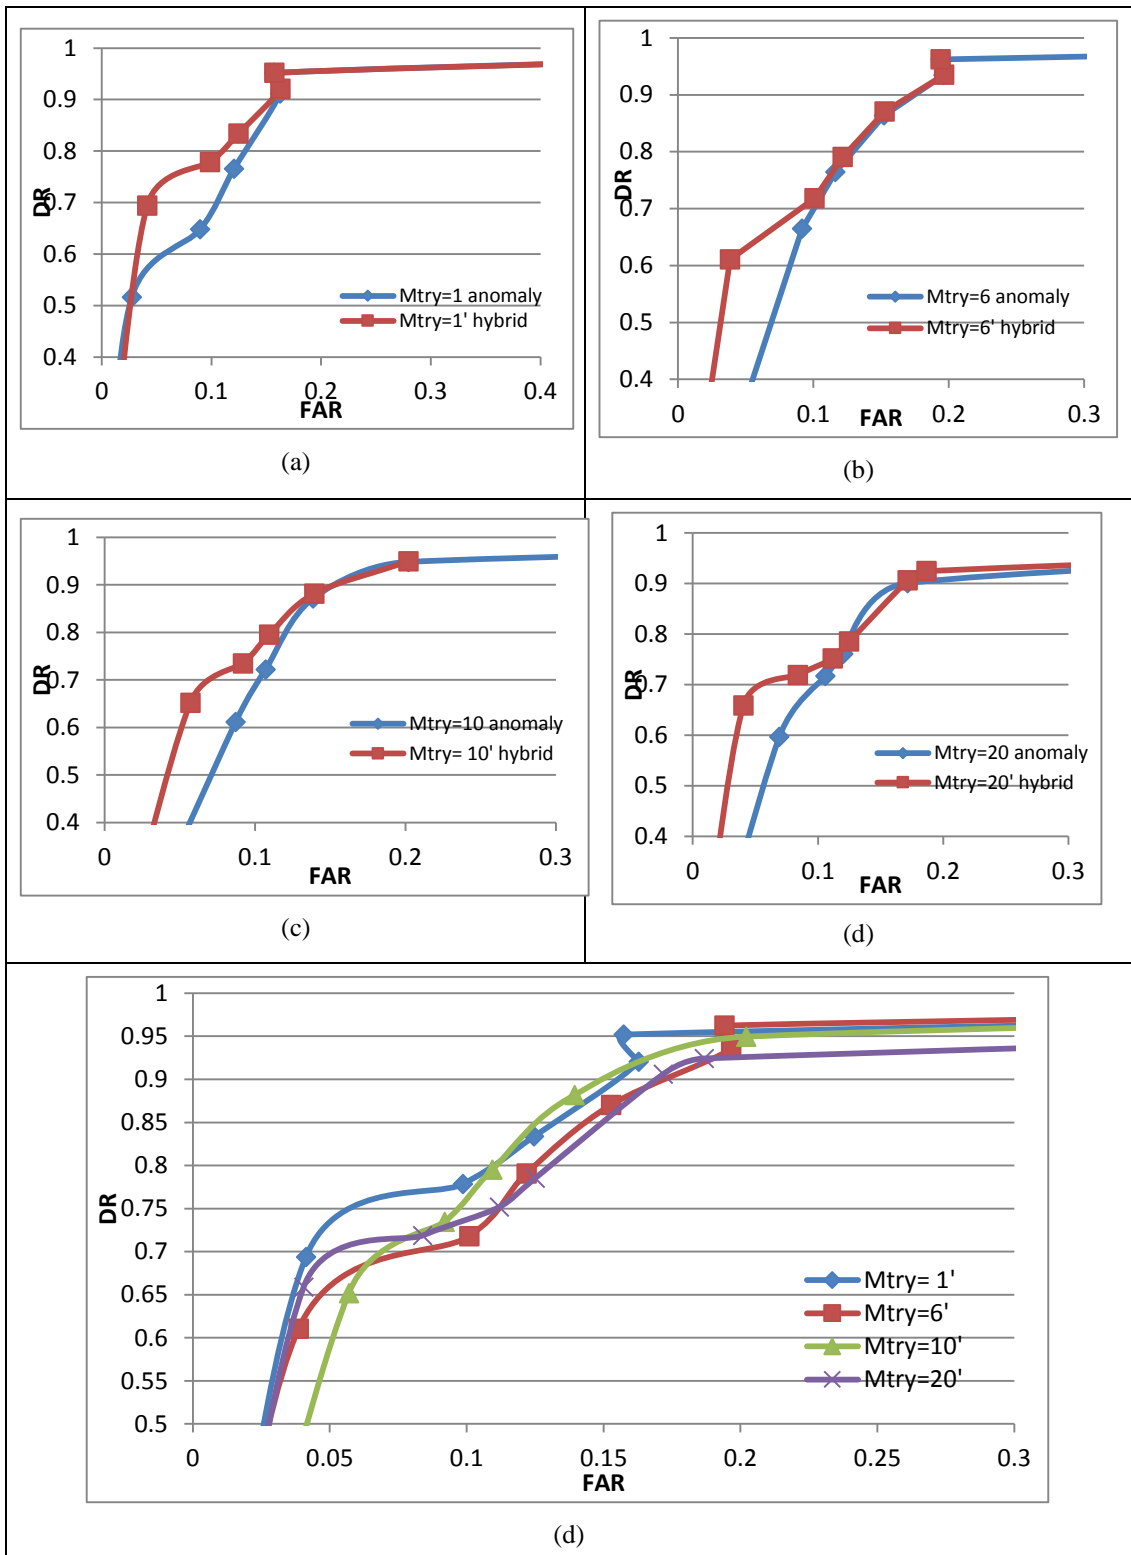 1
0.9
0.8
0.7
0.6
0.5
0.4
DR
0 0.1 0.2 0.3 0.4
FAR
Mtry=1 anomaly
Mtry=1' hybrid
(a)
1
0.9
0.8
0.7
0.6
0.5
0.4
DR
0 0.1 0.2 0.3
FAR
Mtry=6 anomaly
Mtry=6' hybrid
(b)
1
0.9
0.8
0.7
0.6
0.5
0.4
DR
0 0.1 0.2 0.3
FAR
Mtry=10 anomaly
Mtry= 10' hybrid
(c)
1
0.9
0.8
0.7
0.6
0.5
0.4
DR
0 0.1 0.2 0.3
FAR
Mtry=20 anomaly
Mtry=20' hybrid
(d)
1
0.95
0.9
0.85
0.8
0.75
0.7
0.65
0.6
0.55
0.5
DR
0 0.05 0.1 0.15 0.2 0.25 0.3
FAR
Mtry= 1'
Mtry=6'
Mtry=10'
Mtry=20'
(d)